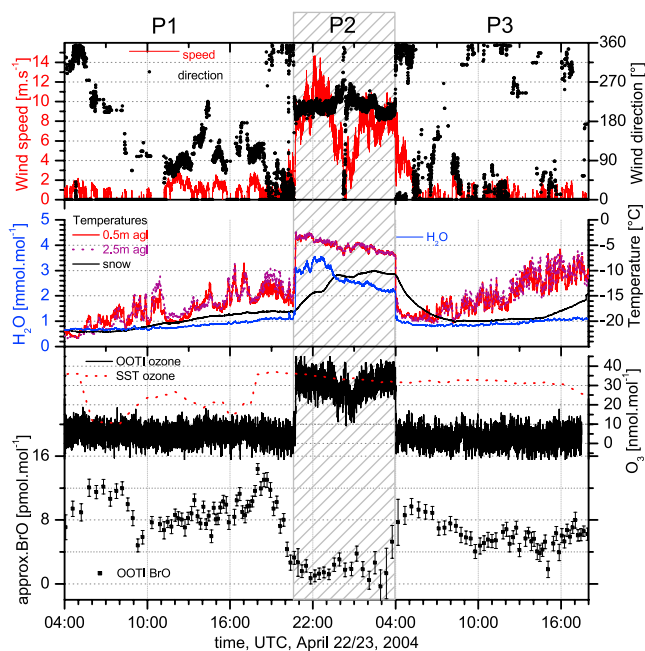 P1 P2 P3
Wind speed [m.s⁻¹]
14
12
10
8
6
4
2
0
speed
direction
360
270
180
90
0
Wind direction [°]
H₂O [mmol.mol⁻¹]
5
4
3
2
1
0
Temperatures
0.5m agl
2.5m agl
snow
H₂O
0
-5
-10
-15
-20
Temperature [°C]
OOTI ozone
SST ozone
40
30
20
10
0
O₃ [nmol.mol⁻¹]
approx.BrO [pmol.mol⁻¹]
16
8
0
OOTI BrO
04:00 10:00 16:00 22:00 04:00 16:00
time, UTC, April 22/23, 2004